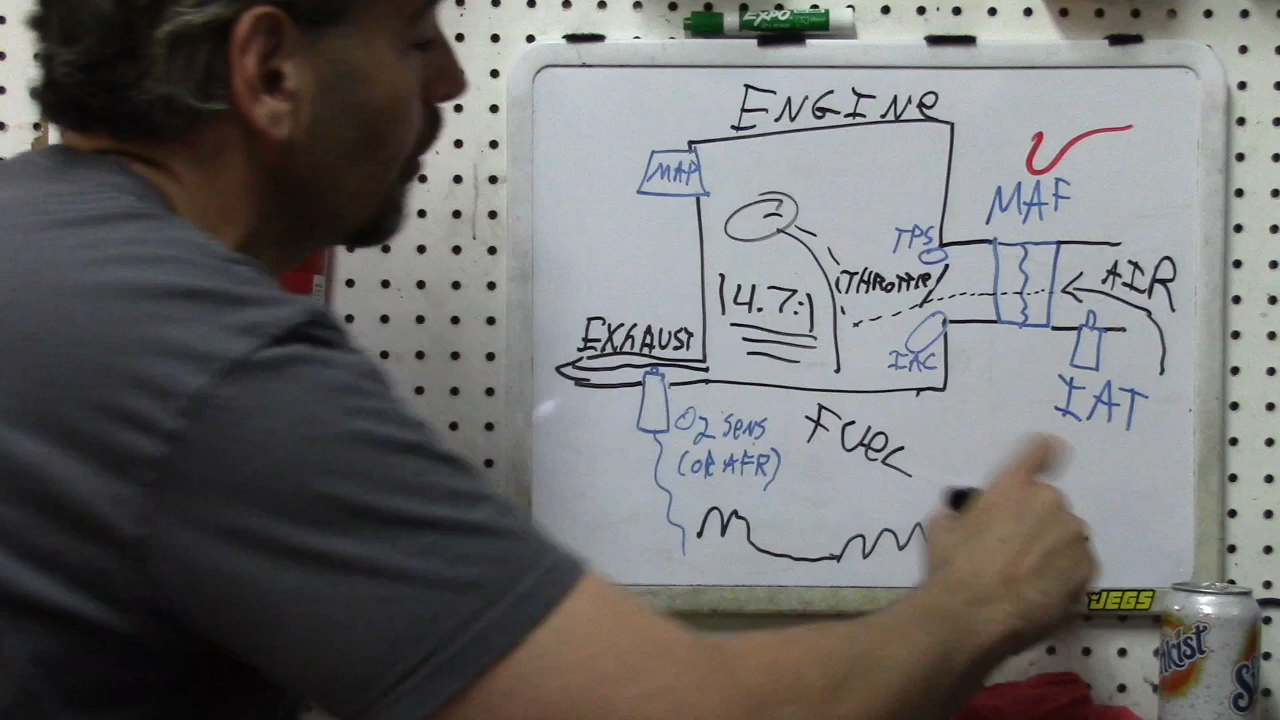 EXPO
ENGINE
MAP
MAF
TPS
(THROTTLE
AIR
14.7:1
EXHAUST
IAC
IAT
O2 SENS
(OR AFR)
FUEL
JEGS
nkist
S